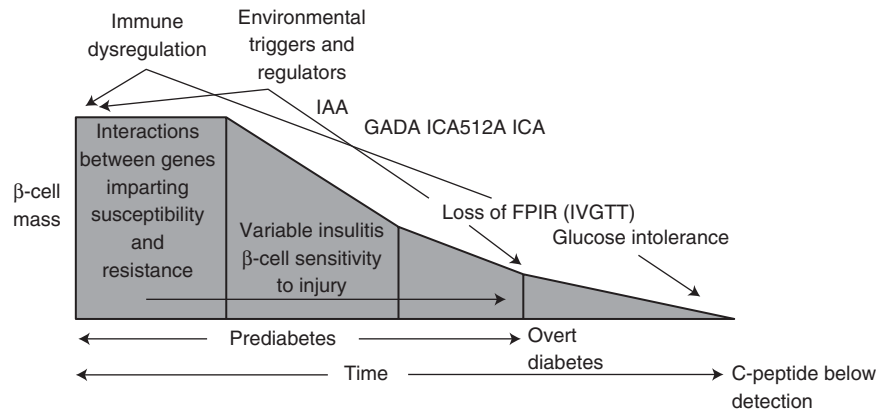 Immune
dysregulation
Environmental
triggers and
regulators
IAA
GADA ICA512A ICA
Interactions
between genes
imparting
susceptibility
and
resistance
β-cell
mass
Variable insulitis
β-cell sensitivity
to injury
Loss of FPIR (IVGTT)
Glucose intolerance
Prediabetes
Overt
diabetes
Time
C-peptide below
detection